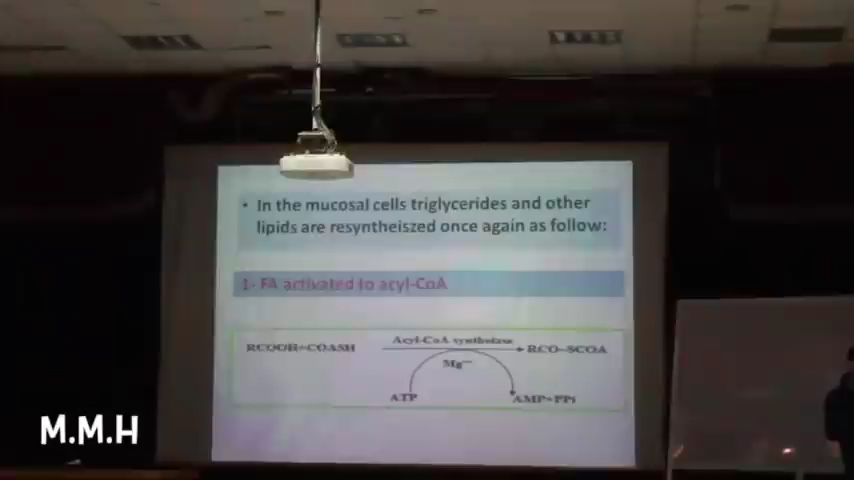 • In the mucosal cells triglycerides and other
lipids are resyntheiszed once again as follow:
1- FA activated to acyl-CoA
Acyl-CoA synthetase
RCOOH+COASH RCO~SCOA
Mg++
ATP AMP+PPi
M.M.H